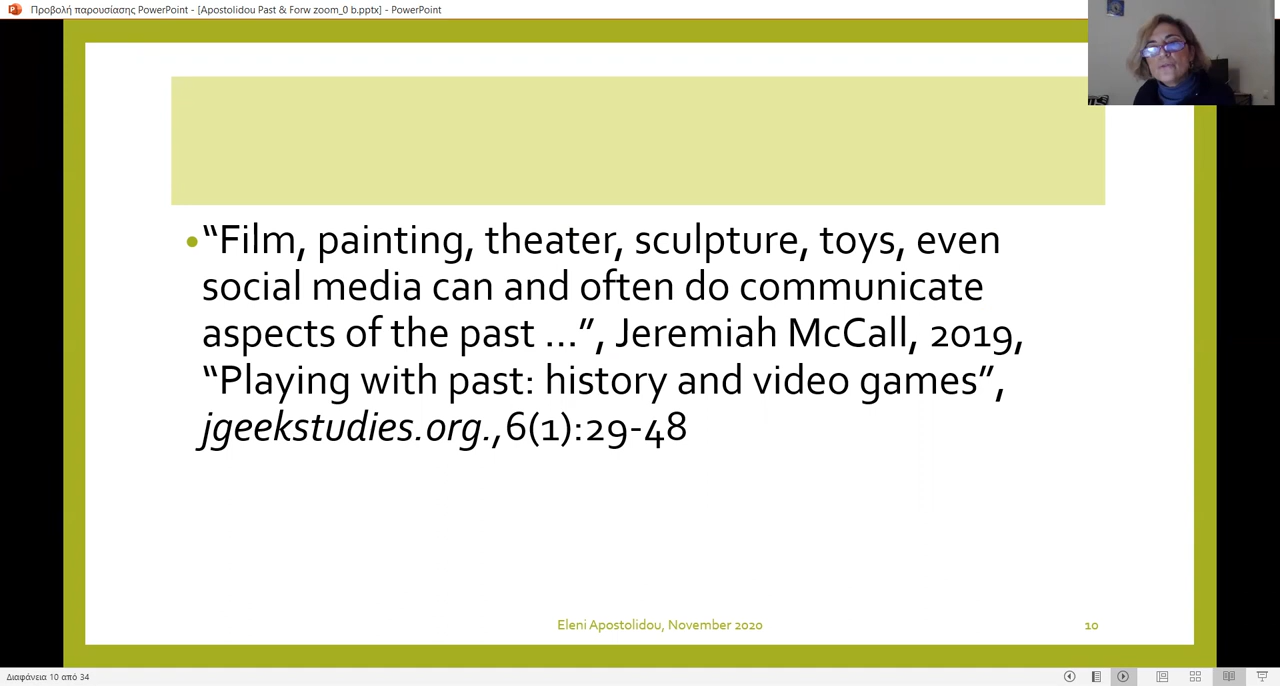 Προβολή παρουσίασης PowerPoint - [Apostolidou Past & Forw zoom_0 b.pptx] - PowerPoint
•“Film, painting, theater, sculpture, toys, even
social media can and often do communicate
aspects of the past ...”, Jeremiah McCall, 2019,
“Playing with past: history and video games”,
jgeekstudies.org.,6(1):29-48
Eleni Apostolidou, November 2020
10
Διαφάνεια 10 από 34